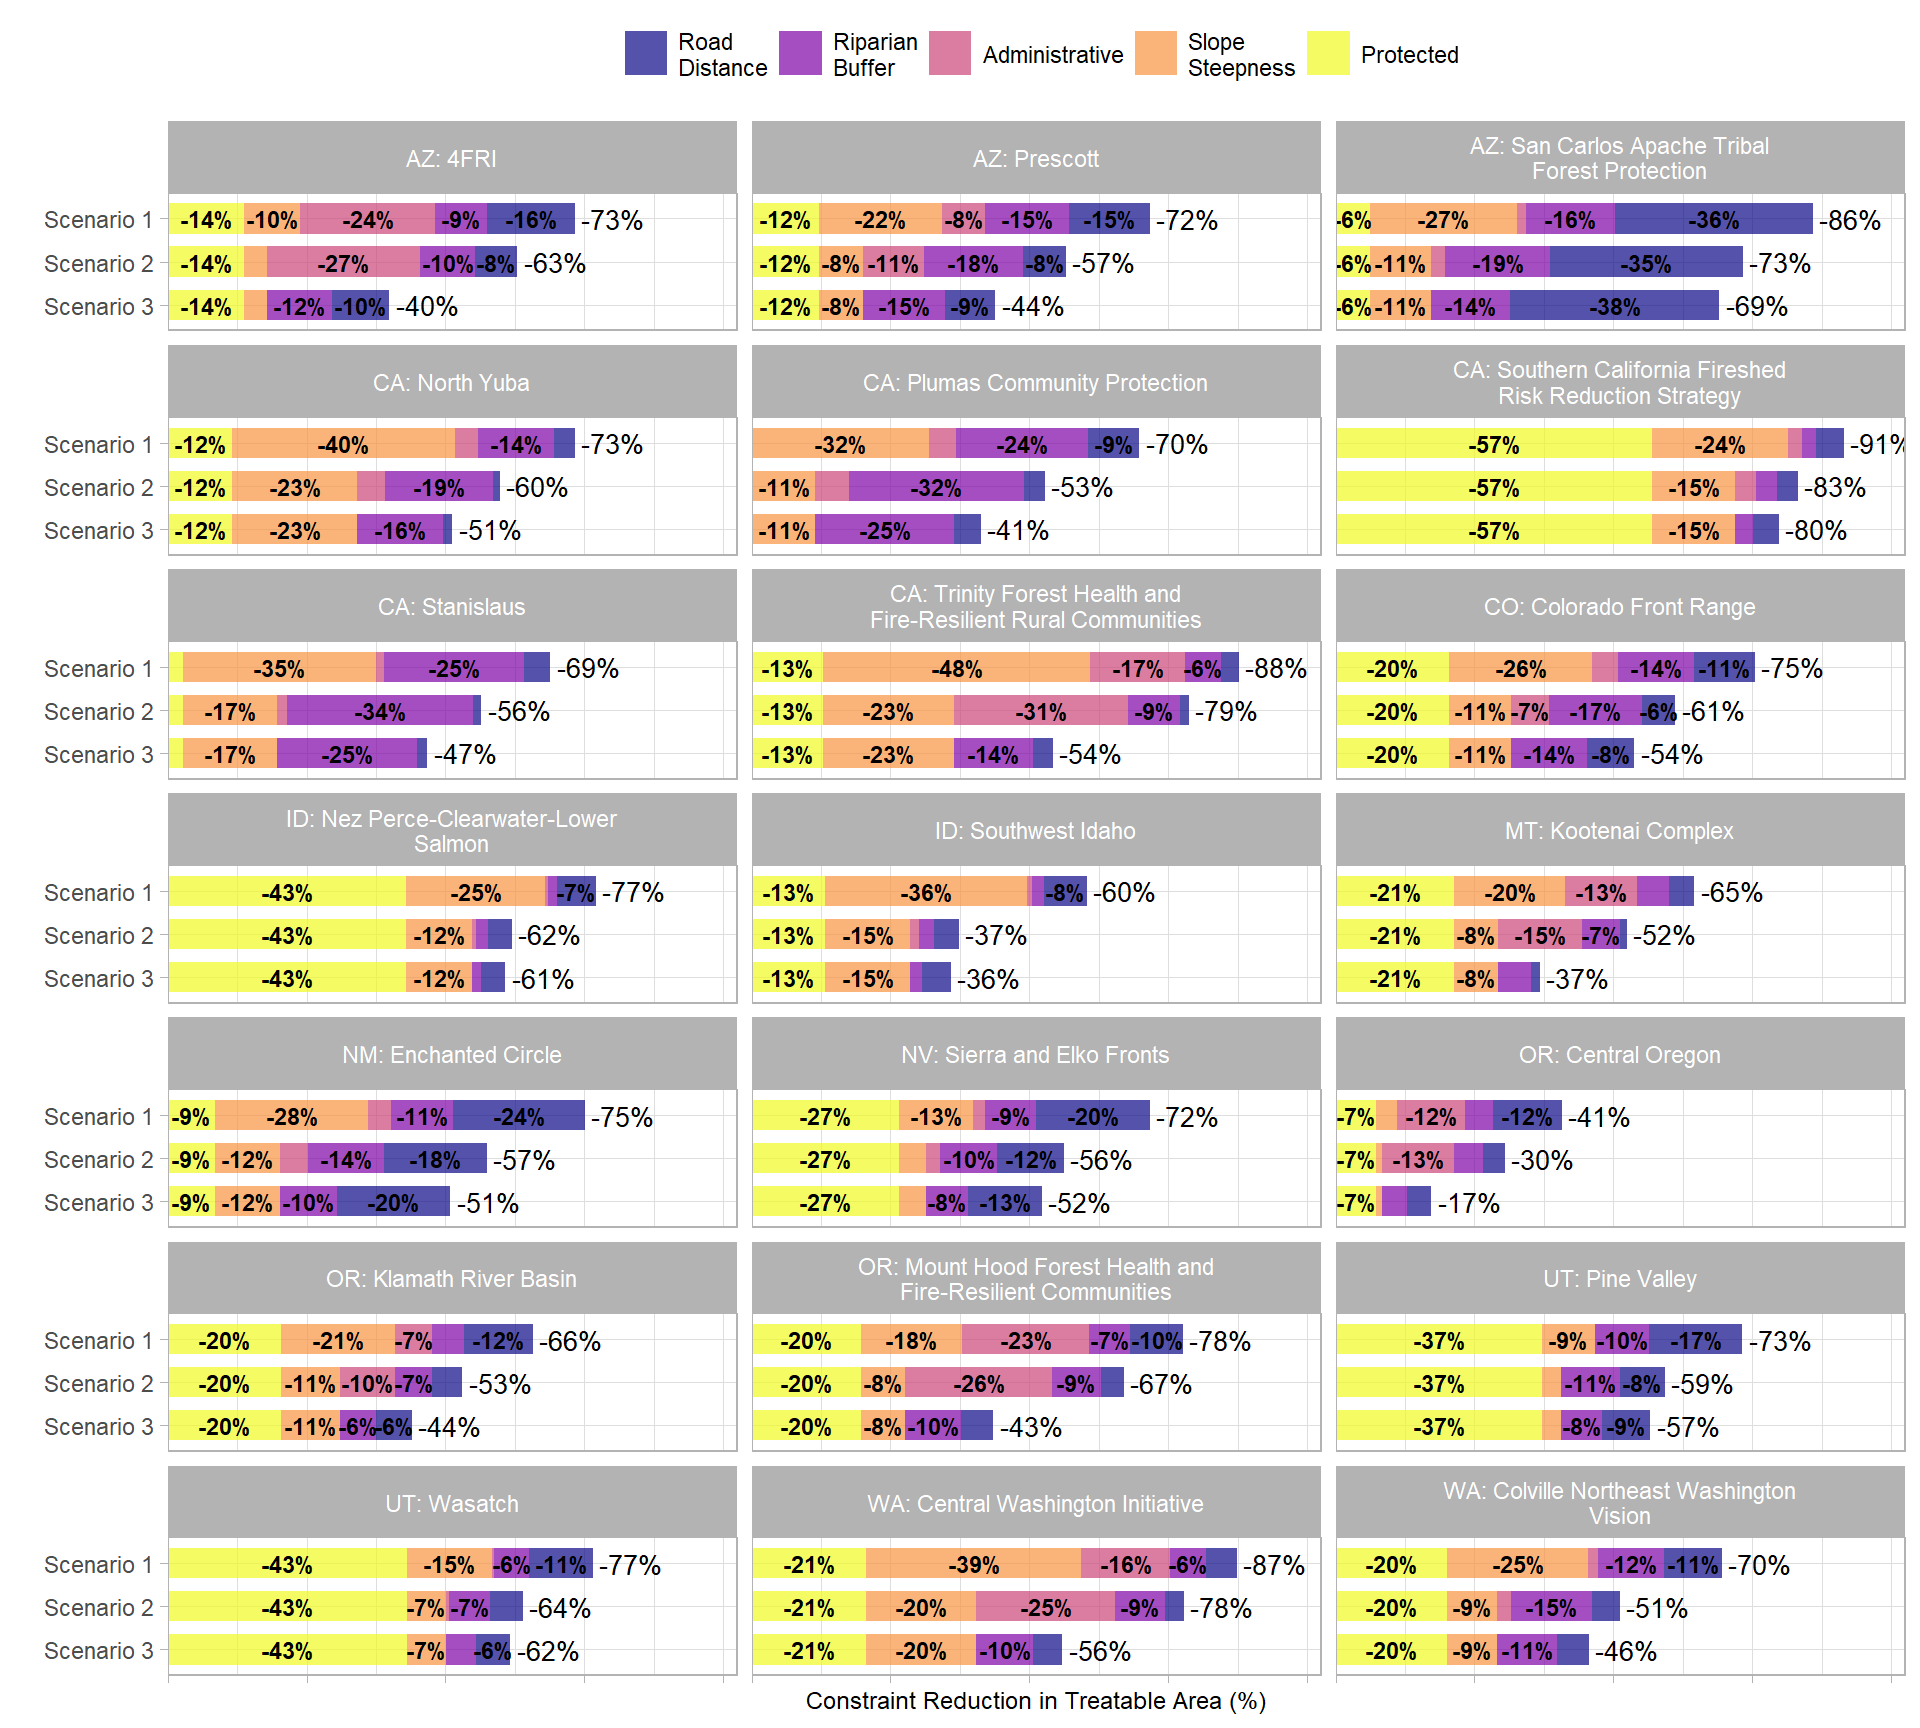 Road
Distance
Riparian
Buffer
Administrative
Slope
Steepness
Protected
AZ: 4FRI
Scenario 1 -14% -10% -24% -9% -16% -73%
Scenario 2 -14% -27% -10% -8% -63%
Scenario 3 -14% -12% -10% -40%
AZ: Prescott
-12% -22% -8% -15% -15% -72%
-12% -8% -11% -18% -8% -57%
-12% -8% -15% -9% -44%
AZ: San Carlos Apache Tribal
Forest Protection
-6% -27% -16% -36% -86%
-6% -11% -19% -35% -73%
-6% -11% -14% -38% -69%
CA: North Yuba
Scenario 1 -12% -40% -14% -73%
Scenario 2 -12% -23% -19% -60%
Scenario 3 -12% -23% -16% -51%
CA: Plumas Community Protection
-32% -24% -9% -70%
-11% -32% -53%
-11% -25% -41%
CA: Southern California Fireshed
Risk Reduction Strategy
-57% -24% -91%
-57% -15% -83%
-57% -15% -80%
CA: Stanislaus
Scenario 1 -35% -25% -69%
Scenario 2 -17% -34% -56%
Scenario 3 -17% -25% -47%
CA: Trinity Forest Health and
Fire-Resilient Rural Communities
-13% -48% -17% -6% -88%
-13% -23% -31% -9% -79%
-13% -23% -14% -54%
CO: Colorado Front Range
-20% -26% -14% -11% -75%
-20% -11% -7% -17% -6% -61%
-20% -11% -14% -8% -54%
ID: Nez Perce-Clearwater-Lower
Salmon
Scenario 1 -43% -25% -7% -77%
Scenario 2 -43% -12% -62%
Scenario 3 -43% -12% -61%
ID: Southwest Idaho
-13% -36% -8% -60%
-13% -15% -37%
-13% -15% -36%
MT: Kootenai Complex
-21% -20% -13% -65%
-21% -8% -15% -7% -52%
-21% -8% -37%
NM: Enchanted Circle
Scenario 1 -9% -28% -11% -24% -75%
Scenario 2 -9% -12% -14% -18% -57%
Scenario 3 -9% -12% -10% -20% -51%
NV: Sierra and Elko Fronts
-27% -13% -9% -20% -72%
-27% -10% -12% -56%
-27% -8% -13% -52%
OR: Central Oregon
-7% -12% -12% -41%
-7% -13% -30%
-7% -17%
OR: Klamath River Basin
Scenario 1 -20% -21% -7% -12% -66%
Scenario 2 -20% -11% -10% -7% -53%
Scenario 3 -20% -11% -6% -6% -44%
OR: Mount Hood Forest Health and
Fire-Resilient Communities
-20% -18% -23% -7% -10% -78%
-20% -8% -26% -9% -67%
-20% -8% -10% -43%
UT: Pine Valley
-37% -9% -10% -17% -73%
-37% -11% -8% -59%
-37% -8% -9% -57%
UT: Wasatch
Scenario 1 -43% -15% -6% -11% -77%
Scenario 2 -43% -7% -7% -64%
Scenario 3 -43% -7% -6% -62%
WA: Central Washington Initiative
-21% -39% -16% -6% -87%
-21% -20% -25% -9% -78%
-21% -20% -10% -56%
WA: Colville Northeast Washington
Vision
-20% -25% -12% -11% -70%
-20% -9% -15% -51%
-20% -9% -11% -46%
Constraint Reduction in Treatable Area (%)